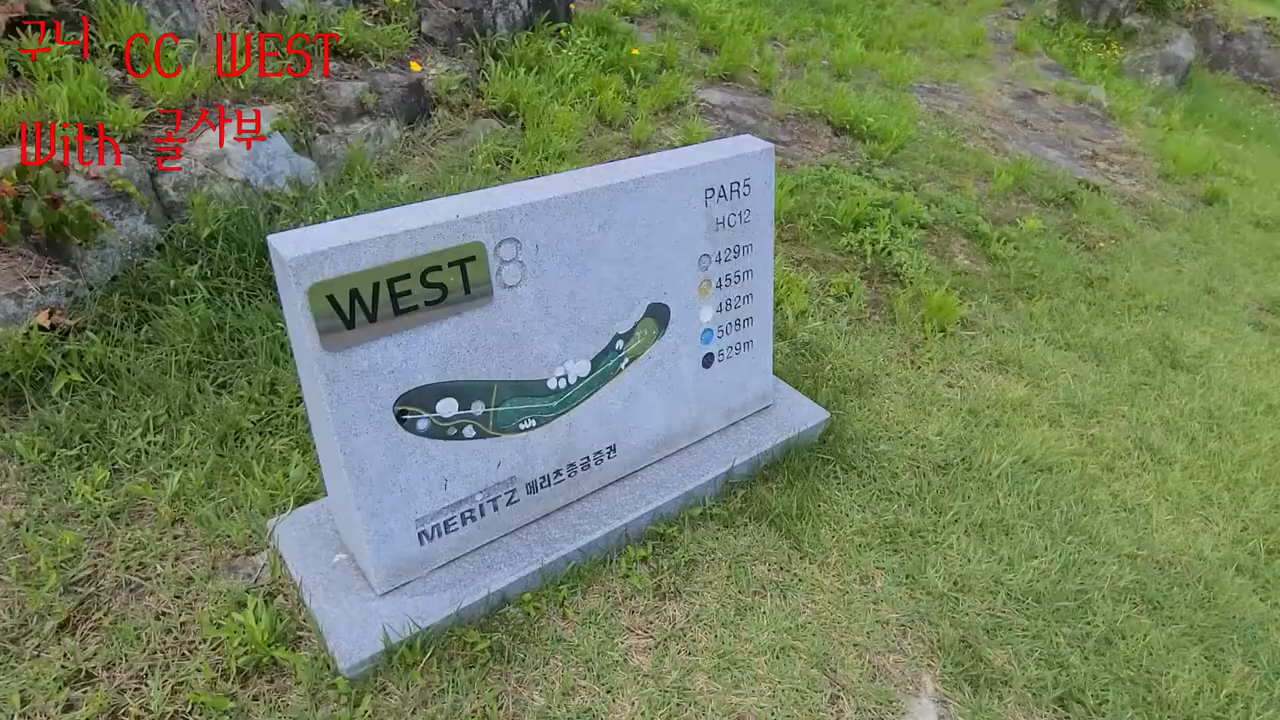 구니 CC WEST
With 골사부
WEST 8
PAR5
HC12
429m
455m
482m
508m
529m
MERITZ 메리츠종금증권